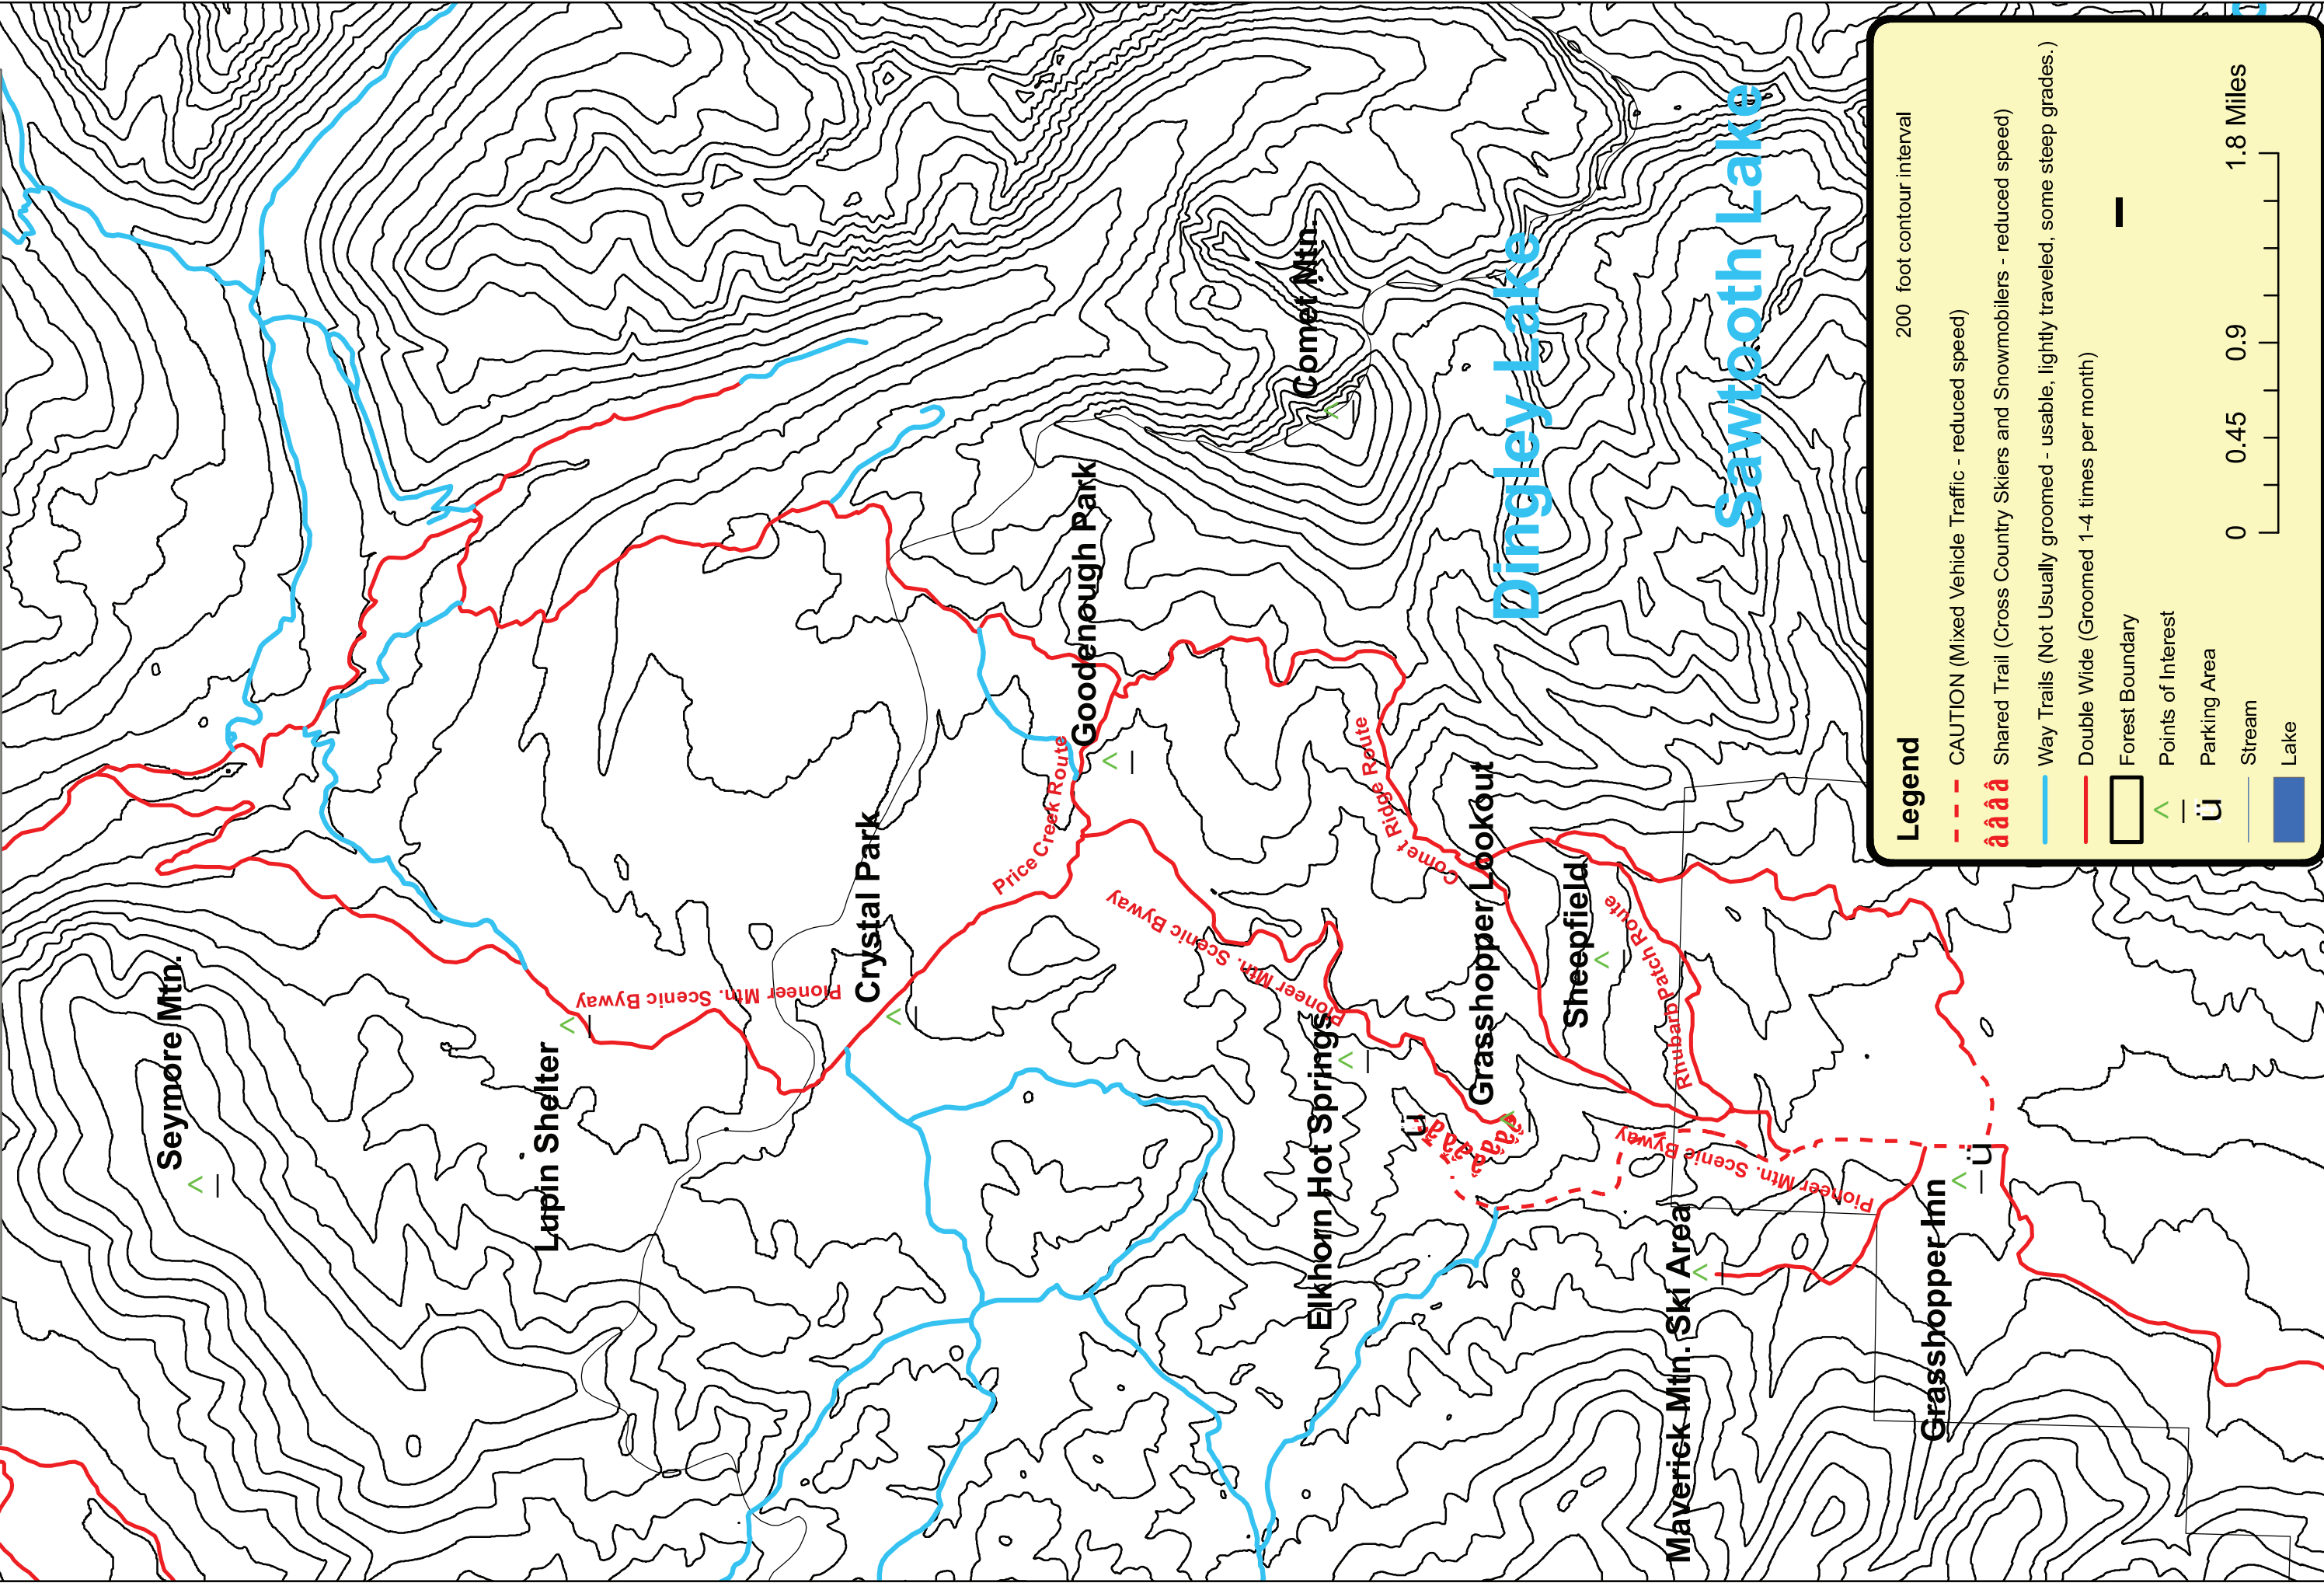 Seymore Mtn.
Lupin Shelter
Pioneer Mtn. Scenic Byway
Crystal Park
Price Creek Route
Goodenough Park
Pioneer Mtn. Scenic Byway
Elkhorn Hot Springs
Comet Mtn.
Comet Ridge Route
Grasshopper Lookout
ü
â â â â â â â
Dingley Lake
Sheepfield
Rhubarb Patch Route
Sawtooth Lake
Maverick Mtn. Ski Area
Pioneer Mtn. Scenic Byway
Grasshopper Inn
ü
Legend
200 foot contour interval
CAUTION (Mixed Vehicle Traffic - reduced speed)
â â â â Shared Trail (Cross Country Skiers and Snowmobilers - reduced speed)
Way Trails (Not Usually groomed - usable, lightly traveled, some steep grades.)
Double Wide (Gromed 1-4 times per month)
Forest Boundary
Points of Interest
ü Parking Area
Stream
Lake
0 0.45 0.9 1.8 Miles